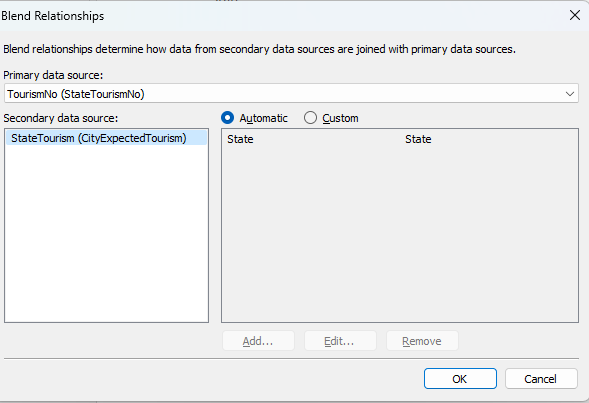 Blend Relationships
Blend relationships determine how data from secondary data sources are joined with primary data sources.
Primary data source:
TourismNo (StateTourismNo)
Secondary data source:
Automatic
Custom
StateTourism (CityExpectedTourism)
State State
Add...
Edit...
Remove
OK
Cancel